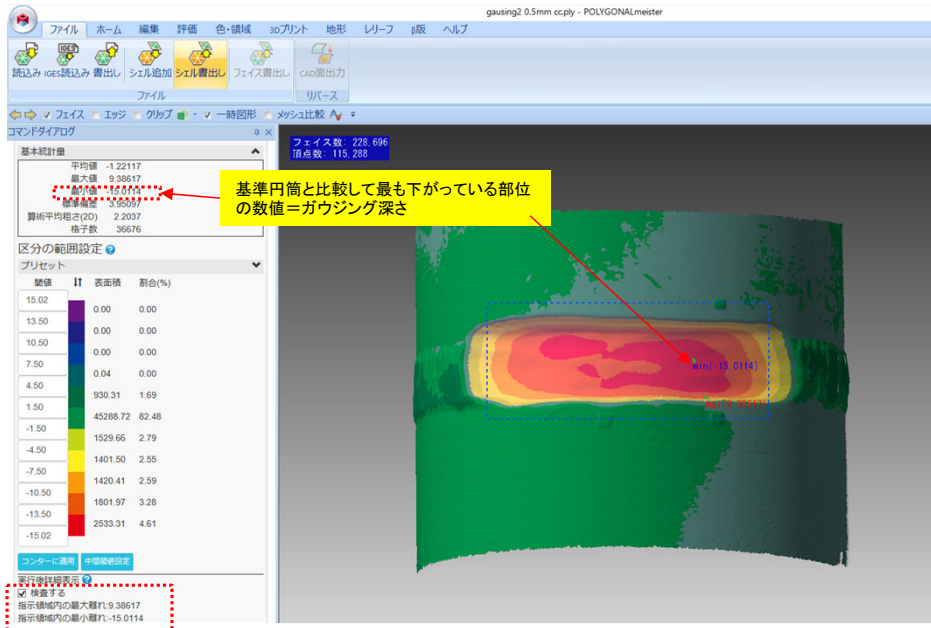 gausing2 0.5mm cc.ply - POLYGONALmeister
ファイル ホーム 編集 評価 色・領域 3Dプリント 地形 Lリーフ β版 ヘルプ
読込み IGES読込み 書出し シェル追加 シェル書出し フェイス書出し CAD面出力
ファイル リバース
フェイス エッジ クリップ 一時図形 メッシュ比較
コマンドダイアログ
フェイス数: 228,696
頂点数: 115,288
基本統計量
平均値 -1.22117
最大値 9.38617
最小値 -15.0114
標準偏差 3.95097
算術平均粗さ(2D) 2.2037
格子数 36676
基準円筒と比較して最も下がっている部位
の数値=ガウジング深さ
区分の範囲設定
プリセット
閾値 表面積 割合(%)
15.02
0.00 0.00
13.50
0.00 0.00
10.50
0.00 0.00
7.50
0.04 0.00
4.50
930.31 1.69
1.50
45288.72 82.48
-1.50
1529.66 2.79
-4.50
1401.50 2.55
-7.50
1420.41 2.59
-10.50
1801.97 3.28
-13.50
2533.31 4.61
-15.02
min[-15.0114]
コンターに適用 中間閾値設定
実行後詳細表示
検査する
指示領域内の最大離れ:9.38617
指示領域内の最小離れ:-15.0114